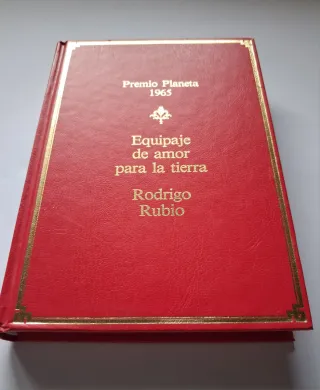 Premio Planeta
1965
Equipaje
de amor
para la tierra
Rodrigo
Rubio